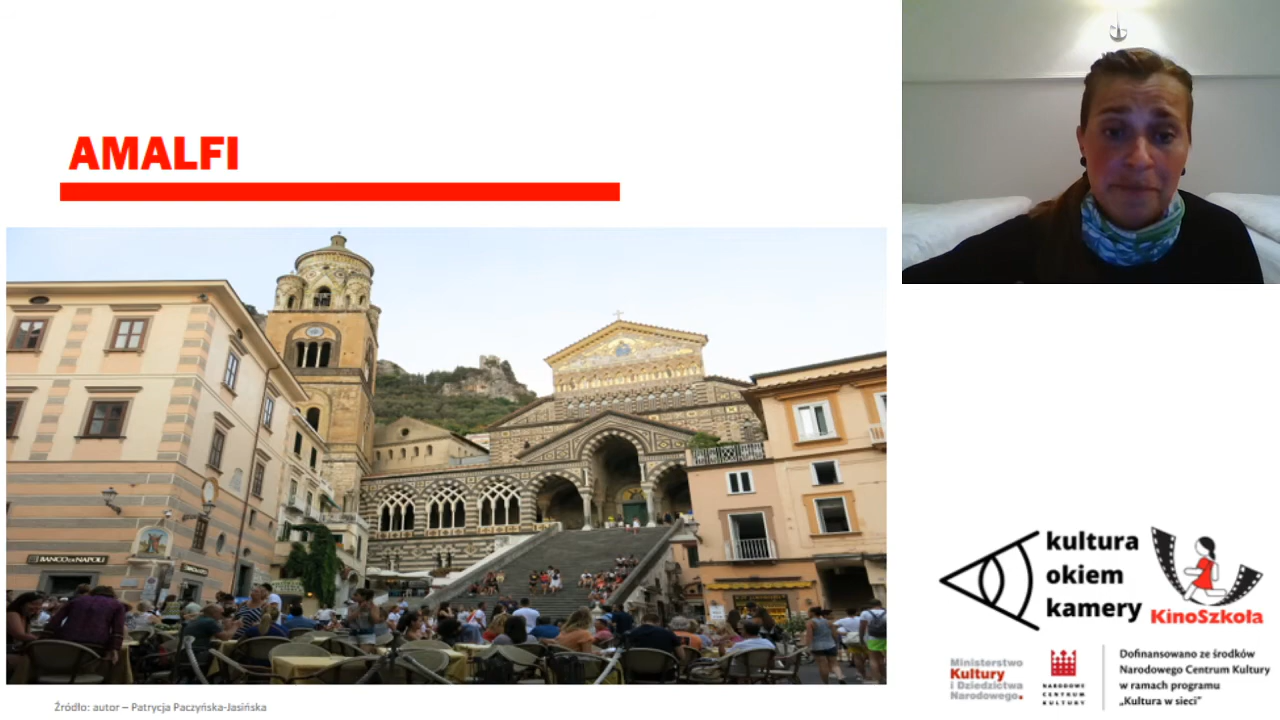 AMALFI
BANCO DI NAPOLI
Źródło: autor – Patrycja Paczyńska-Jasińska
kultura
okiem
kamery
KinoSzkoła
Ministerstwo
Kultury
i Dziedzictwa
Narodowego.
NARODOWE
CENTRUM
KULTURY
Dofinansowano ze środków
Narodowego Centrum Kultury
w ramach programu
„Kultura w sieci”